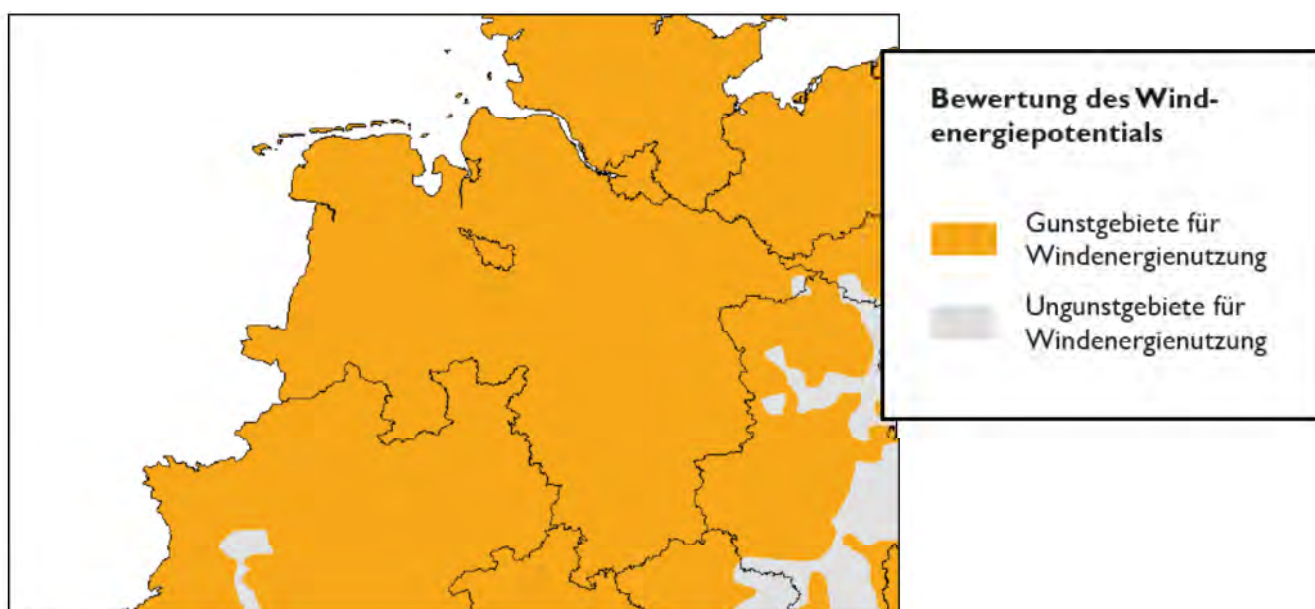 Bewertung des Wind-
energiepotentials
Gunstgebiete für
Windenergienutzung
Ungunstgebiete für
Windenergienutzung